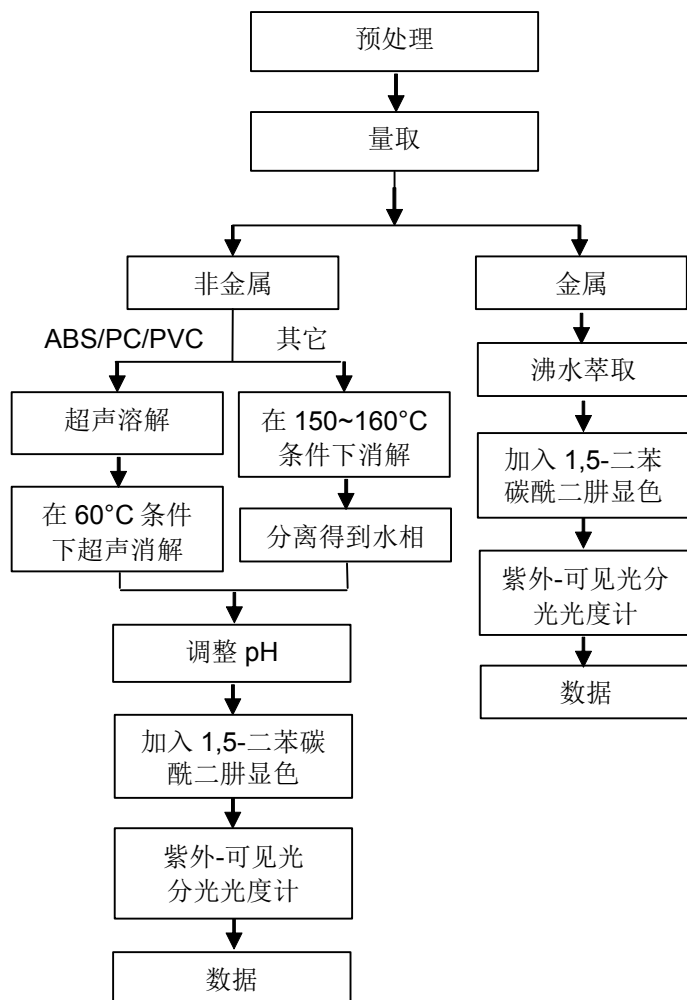 预处理
量取
非金属
金属
ABS/PC/PVC
其它
沸水萃取
超声溶解
在 150~160°C
条件下消解
加入 1,5-二苯
碳酰二肼显色
在 60°C 条件
下超声消解
分离得到水相
紫外-可见光分
光光度计
调整 pH
数据
加入 1,5-二苯碳
酰二肼显色
紫外-可见光
分光光度计
数据